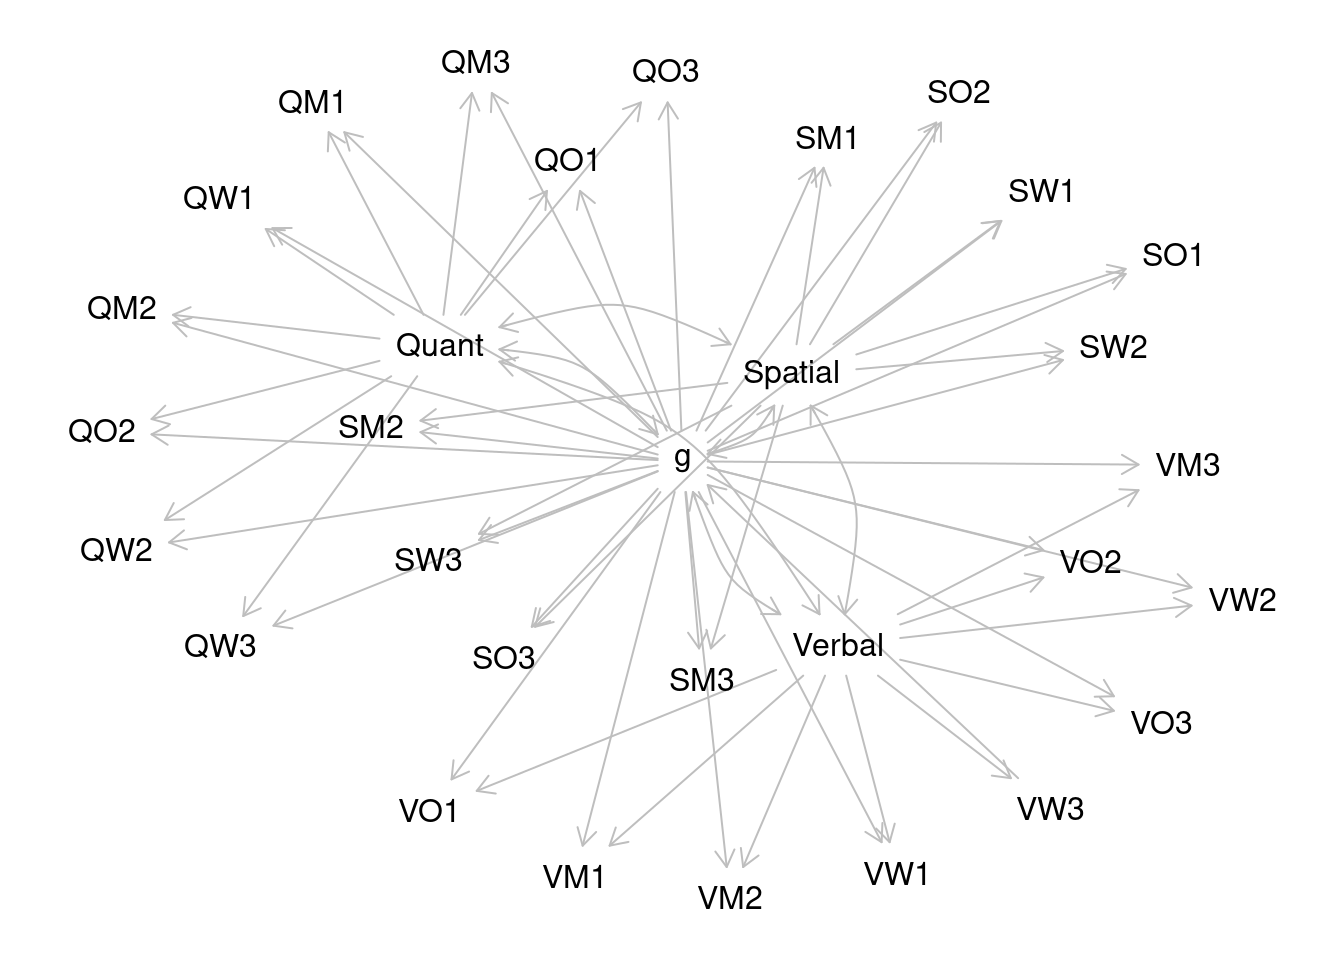 QM3
QO3
SO2
QM1
SM1
QO1
SW1
QW1
SO1
QM2
Quant
SW2
Spatial
SM2
QO2
g
VM3
QW2
SW3
VO2
VW2
QW3
Verbal
SO3
SM3
VO3
VO1
VW3
VM1
VW1
VM2